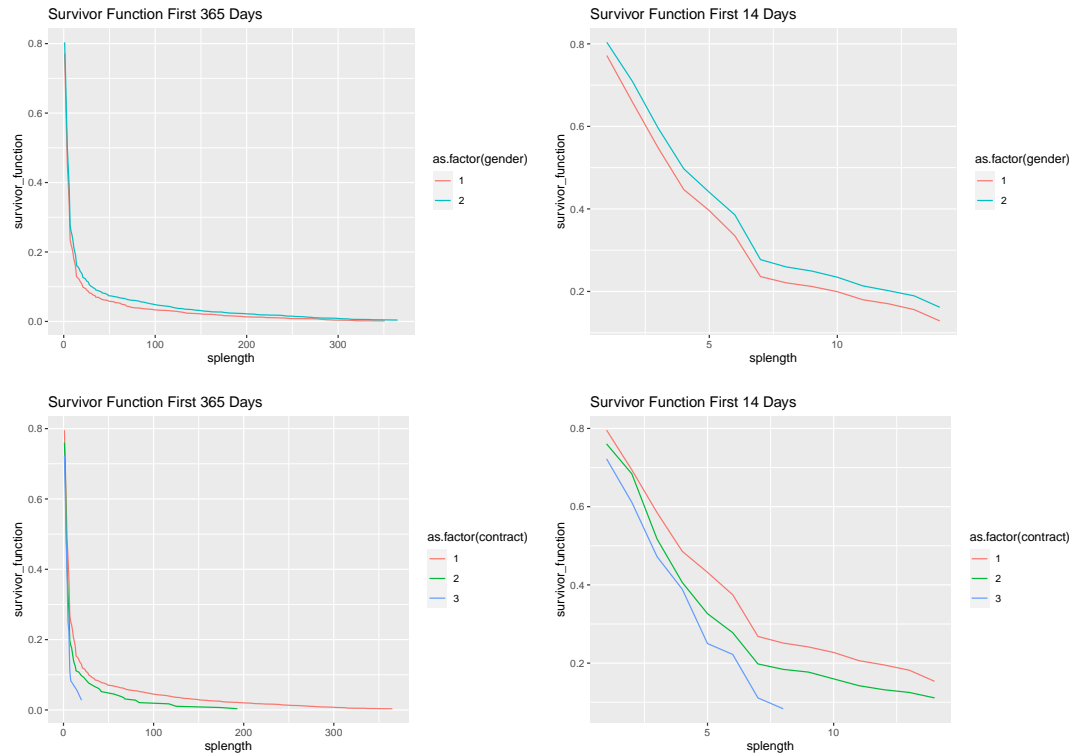 Survivor Function First 365 Days
0.8
0.6
0.4
0.2
0.0
survivor_function
0 100 200 300
splength
as.factor(gender)
1
2
Survivor Function First 14 Days
0.8
0.6
0.4
0.2
survivor_function
5 10
splength
as.factor(gender)
1
2
Survivor Function First 365 Days
0.8
0.6
0.4
0.2
0.0
survivor_function
0 100 200 300
splength
as.factor(contract)
1
2
3
Survivor Function First 14 Days
0.8
0.6
0.4
0.2
survivor_function
5 10
splength
as.factor(contract)
1
2
3